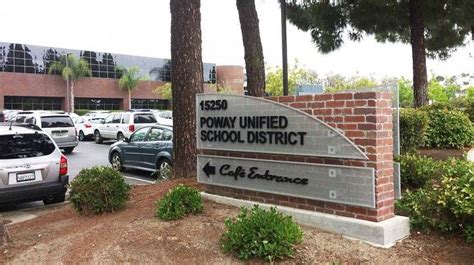 15250
POWAY UNIFIED
SCHOOL DISTRICT
Café Entrance